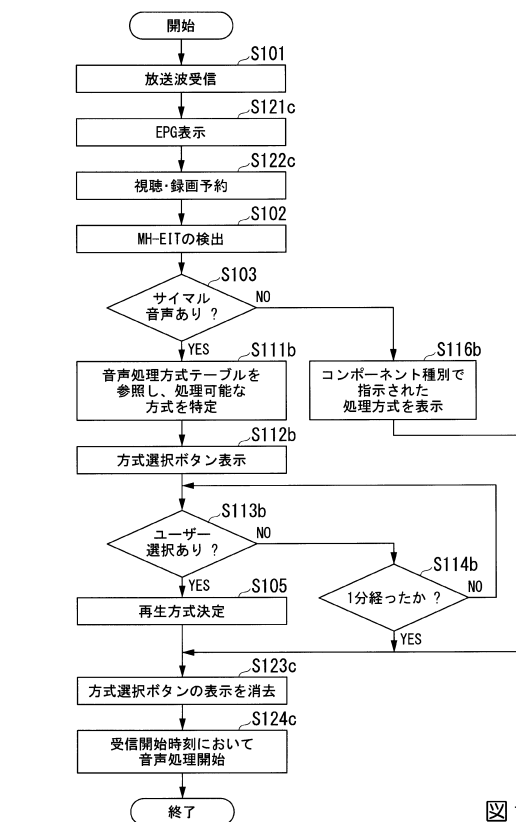 開始
S101
放送波受信
S121c
EPG表示
S122c
視聴・録画予約
S102
MH-EITの検出
S103
サイマル
音声あり ?
NO
YES
S111b
音声処理方式テーブルを
参照し、処理可能な
方式を特定
S116b
コンポーネント種別で
指示された
処理方式を表示
S112b
方式選択ボタン表示
S113b
ユーザー
選択あり ?
NO
YES
S114b
1分経ったか ?
NO
YES
S105
再生方式決定
S123c
方式選択ボタンの表示を消去
S124c
受信開始時刻において
音声処理開始
終了
図